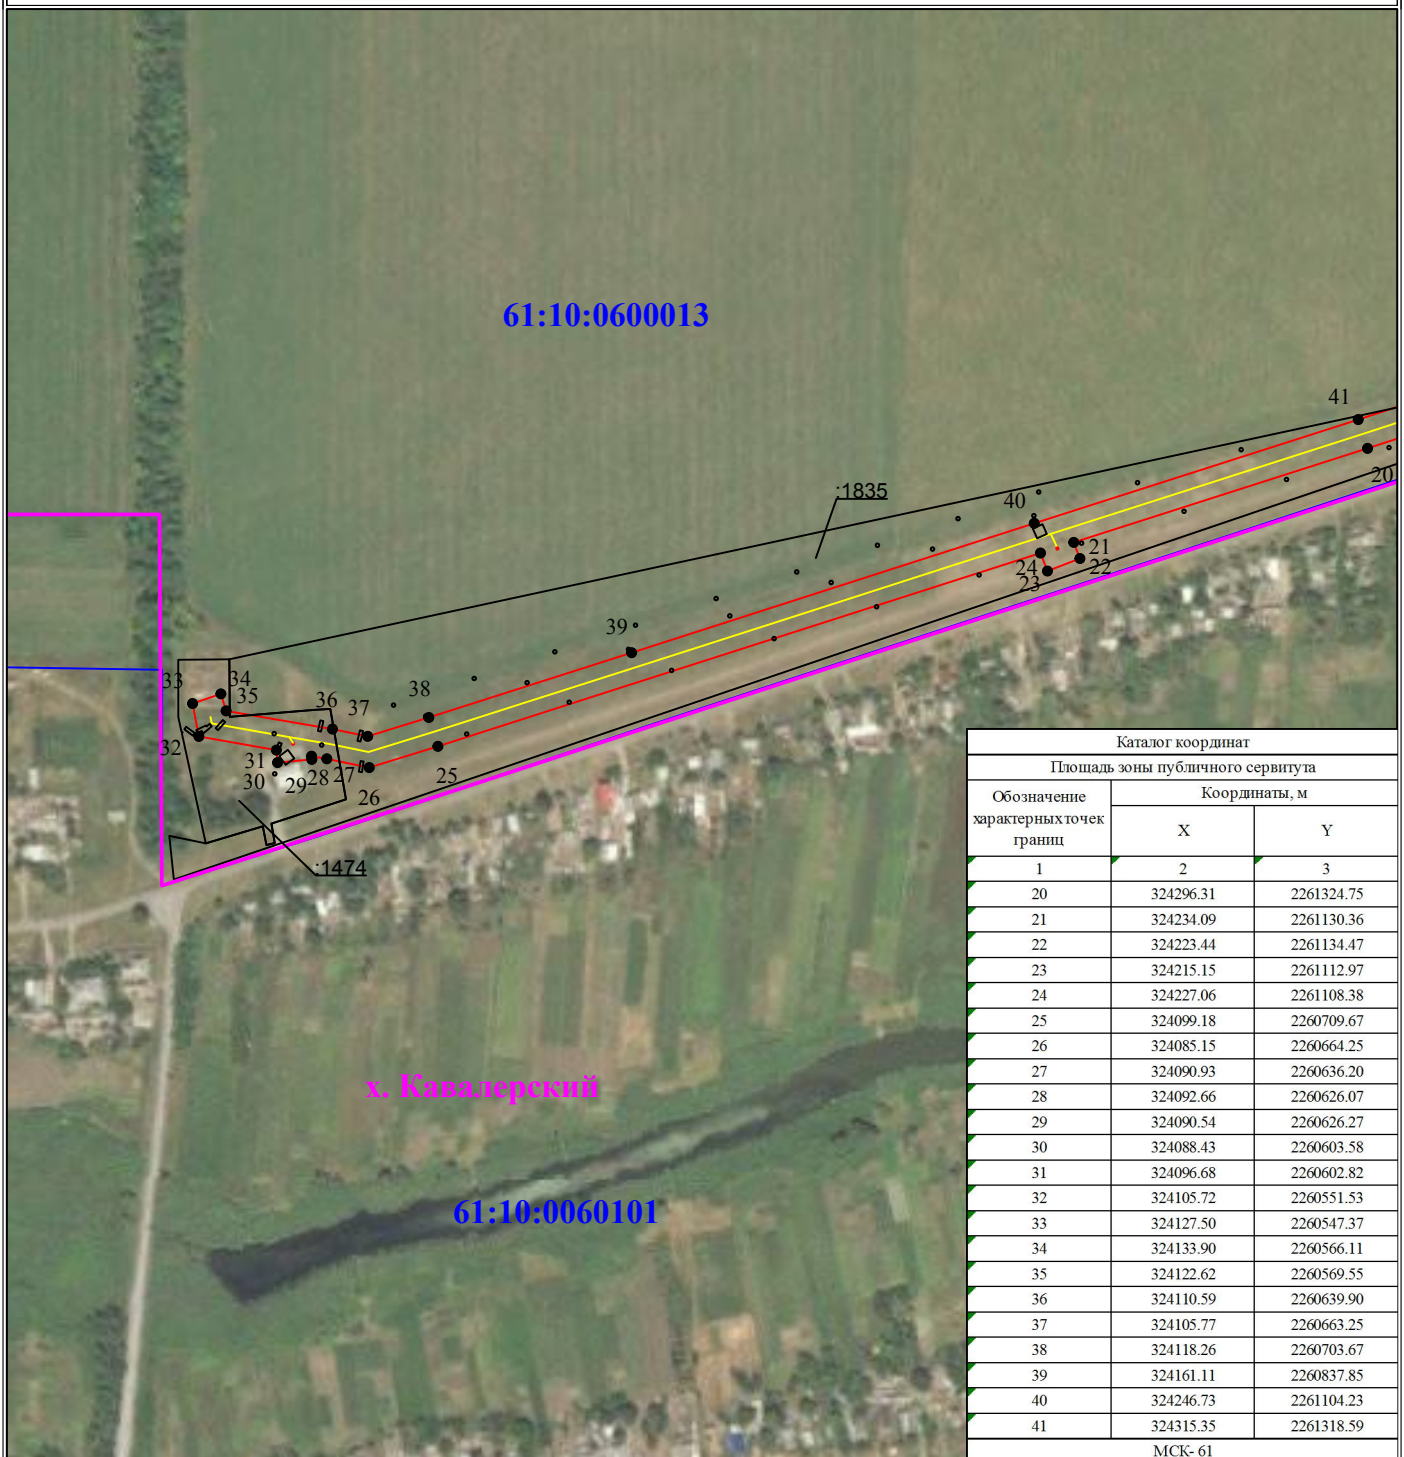 61:10:0600013
41
:1835
40
20
21
24
22
23
39
34
33
35
36
37
38
32
31
30
29
28
27
25
26
:1474
х. Кавалерский
61:10:0060101
Каталог координат
Площадь зоны публичного сервитута
Обозначение характерных точек границ
Координаты, м
X Y
1 2 3
20 324296.31 2261324.75
21 324234.09 2261130.36
22 324223.44 2261134.47
23 324215.15 2261112.97
24 324227.06 2261108.38
25 324099.18 2260709.67
26 324085.15 2260664.25
27 324090.93 2260636.20
28 324092.66 2260626.07
29 324090.54 2260626.27
30 324088.43 2260603.58
31 324096.68 2260602.82
32 324105.72 2260551.53
33 324127.50 2260547.37
34 324133.90 2260566.11
35 324122.62 2260569.55
36 324110.59 2260639.90
37 324105.77 2260663.25
38 324118.26 2260703.67
39 324161.11 2260837.85
40 324246.73 2261104.23
41 324315.35 2261318.59
МСК- 61